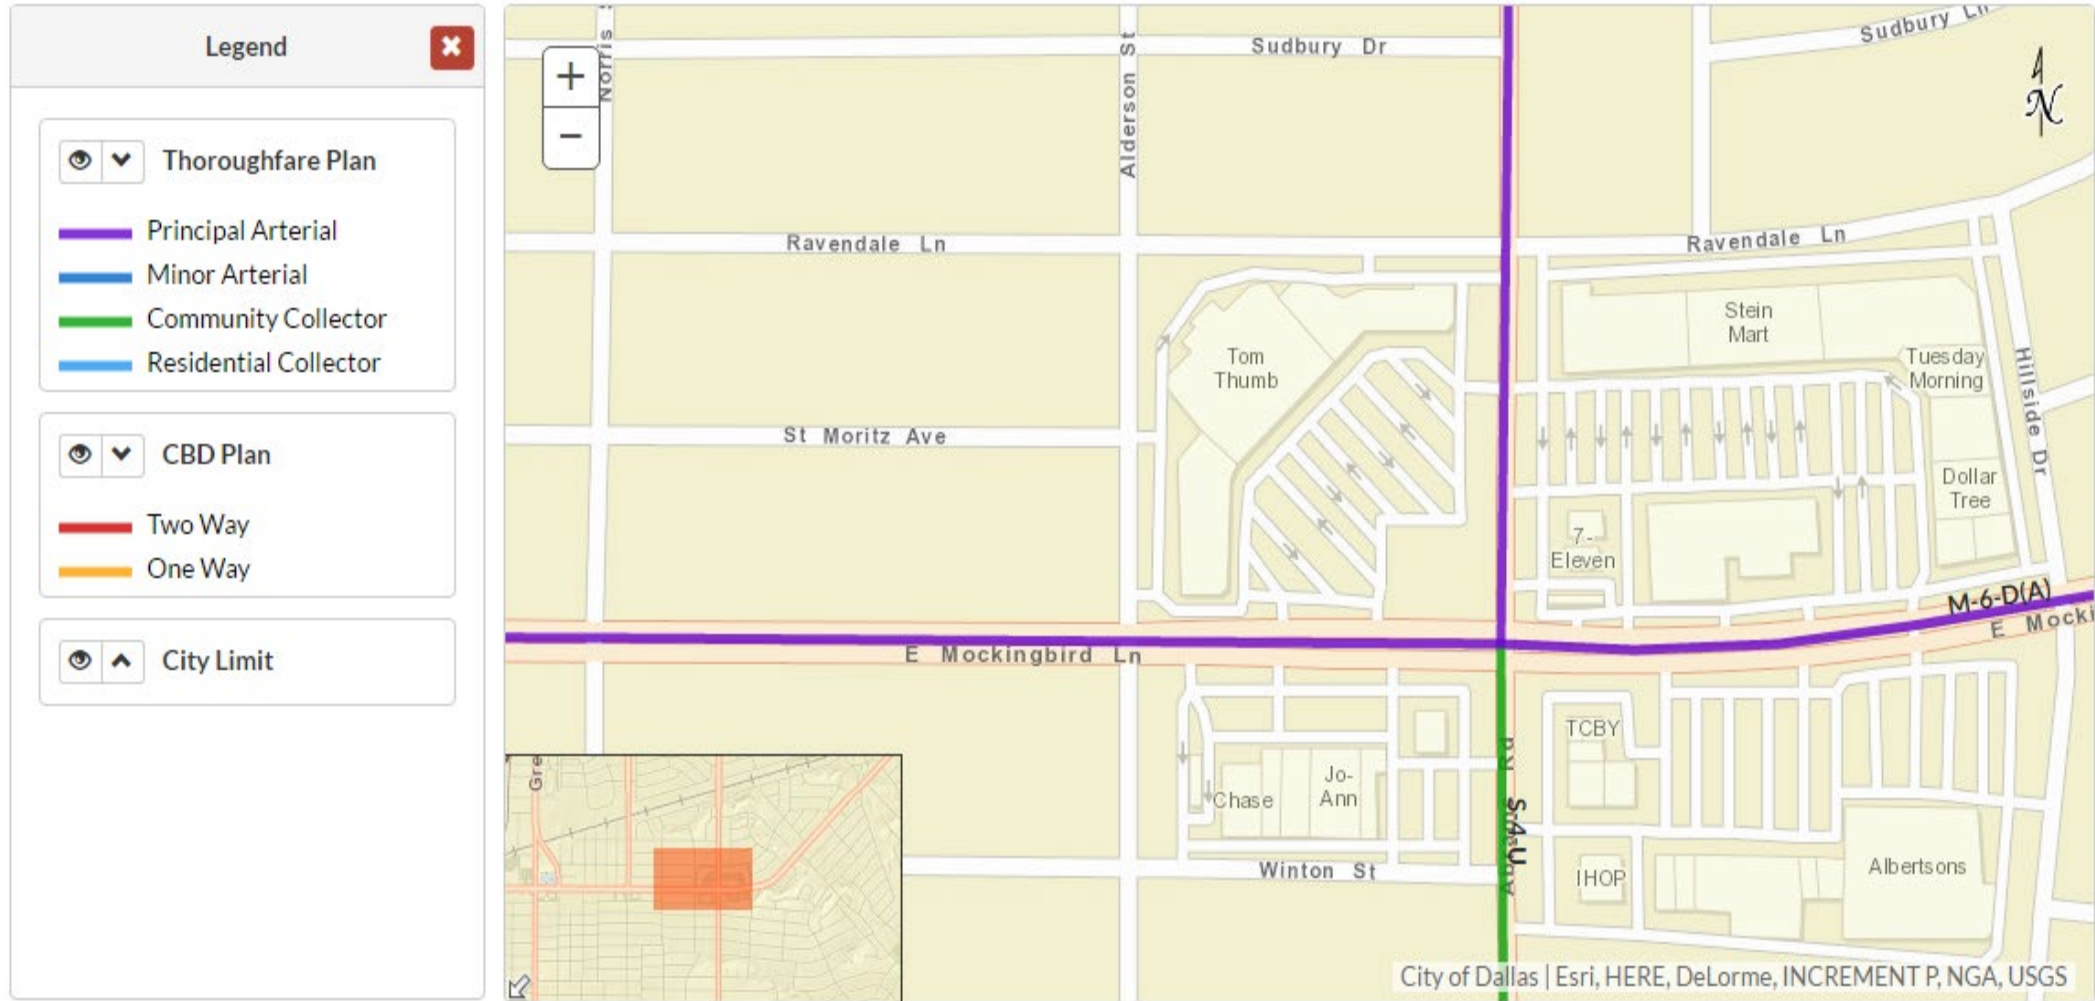 Legend
Thoroughfare Plan
Principal Arterial
Minor Arterial
Community Collector
Residential Collector
CBD Plan
Two Way
One Way
City Limit
+
−
Norris
Alderson St
Sudbury Dr
Sudbury Ln
N
Ravendale Ln
Ravendale Ln
Stein
Mart
Tom
Thumb
Tuesday
Morning
Hillside Dr
St Moritz Ave
Dollar
Tree
7-
Eleven
M-6-D(A)
E Mocki
E Mockingbird Ln
TCBY
Rd
S-4-U
Jo-
Ann
Chase
Gre
Winton St
IHOP
Albertsons
City of Dallas | Esri, HERE, DeLorme, INCREMENT P, NGA, USGS